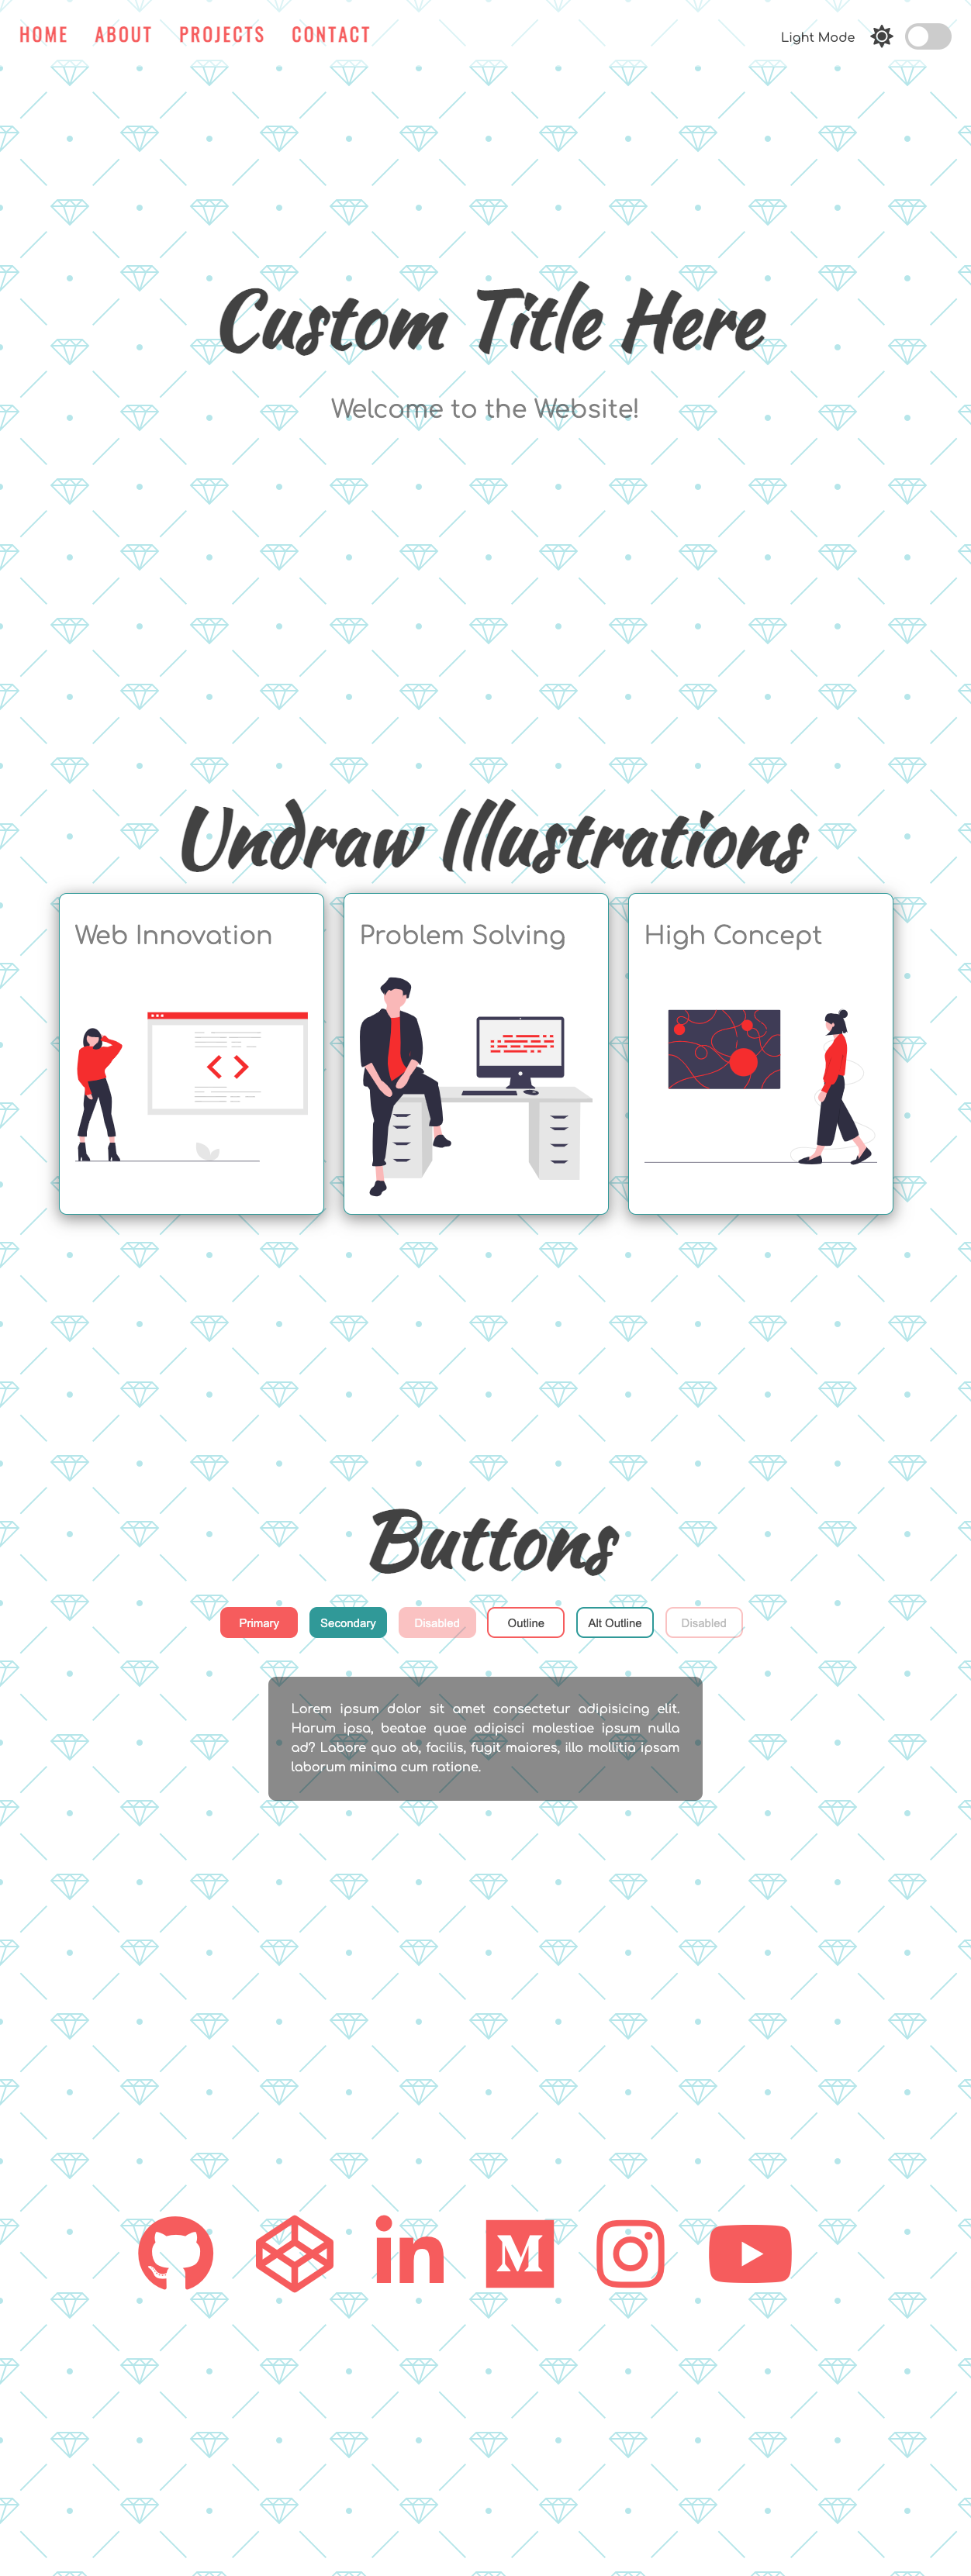 HOME ABOUT PROJECTS CONTACT Light Mode
Custom Title Here
Welcome to the Website!
Undraw Illustrations
Web Innovation
Problem Solving
High Concept
Buttons
Primary Secondary Disabled Outline Alt Outline Disabled
Lorem ipsum dolor sit amet consectetur adipisicing elit.
Harum ipsa, beatae quae adipisci molestiae ipsum nulla
ad? Labore quo ab, facilis, fugit maiores, illo mollitia ipsam
laborum minima cum ratione.